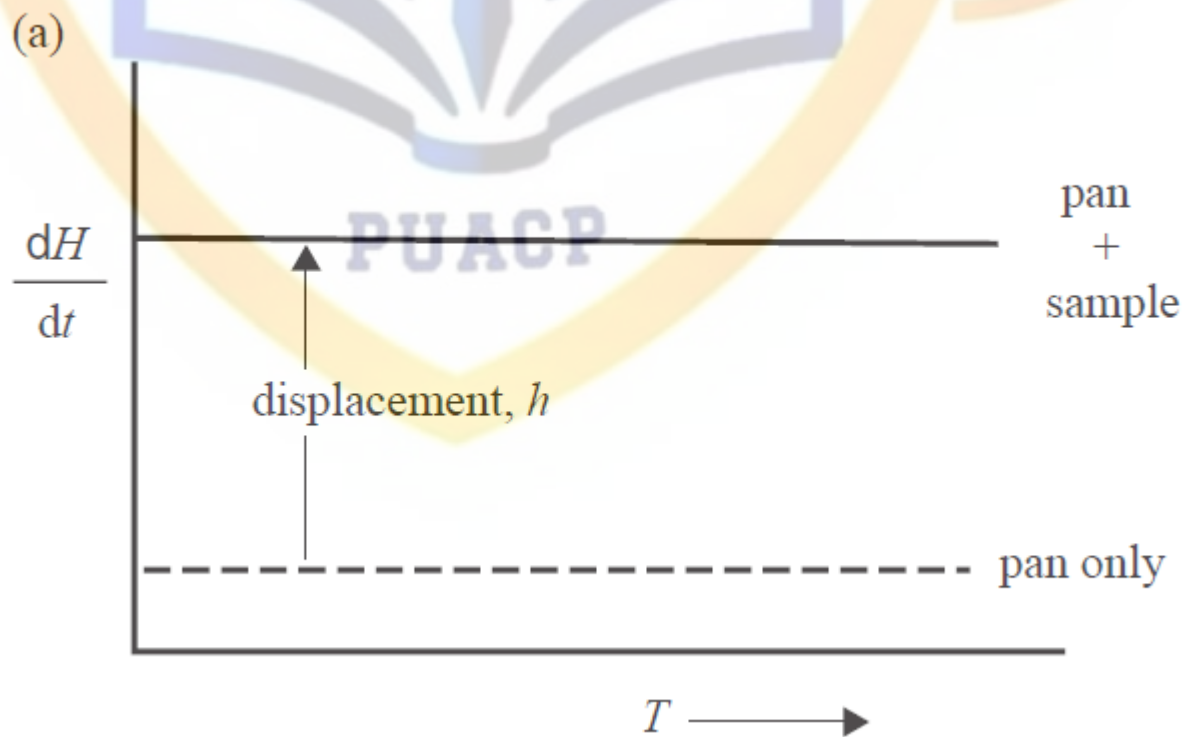 (a)
PUACP
pan
+
sample
dH
dt
displacement, h
pan only
T